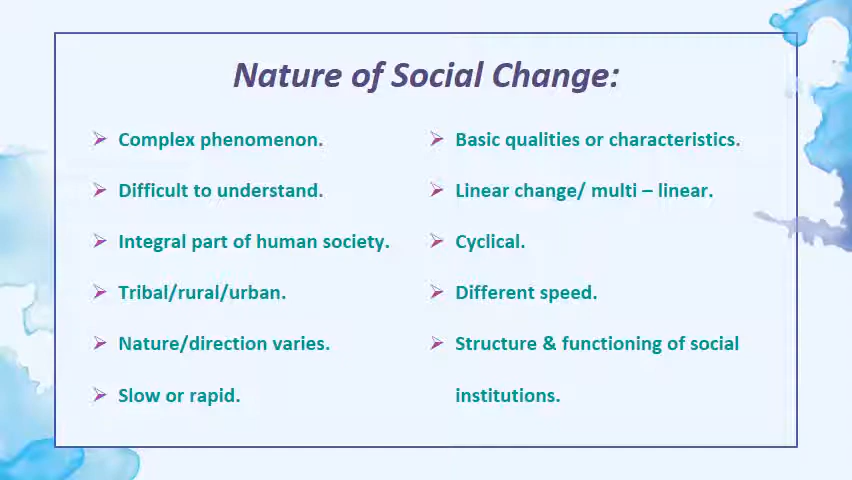 Nature of Social Change:
Complex phenomenon.
Difficult to understand.
Integral part of human society.
Tribal/rural/urban.
Nature/direction varies.
Slow or rapid.
Basic qualities or characteristics.
Linear change/ multi – linear.
Cyclical.
Different speed.
Structure & functioning of social
institutions.